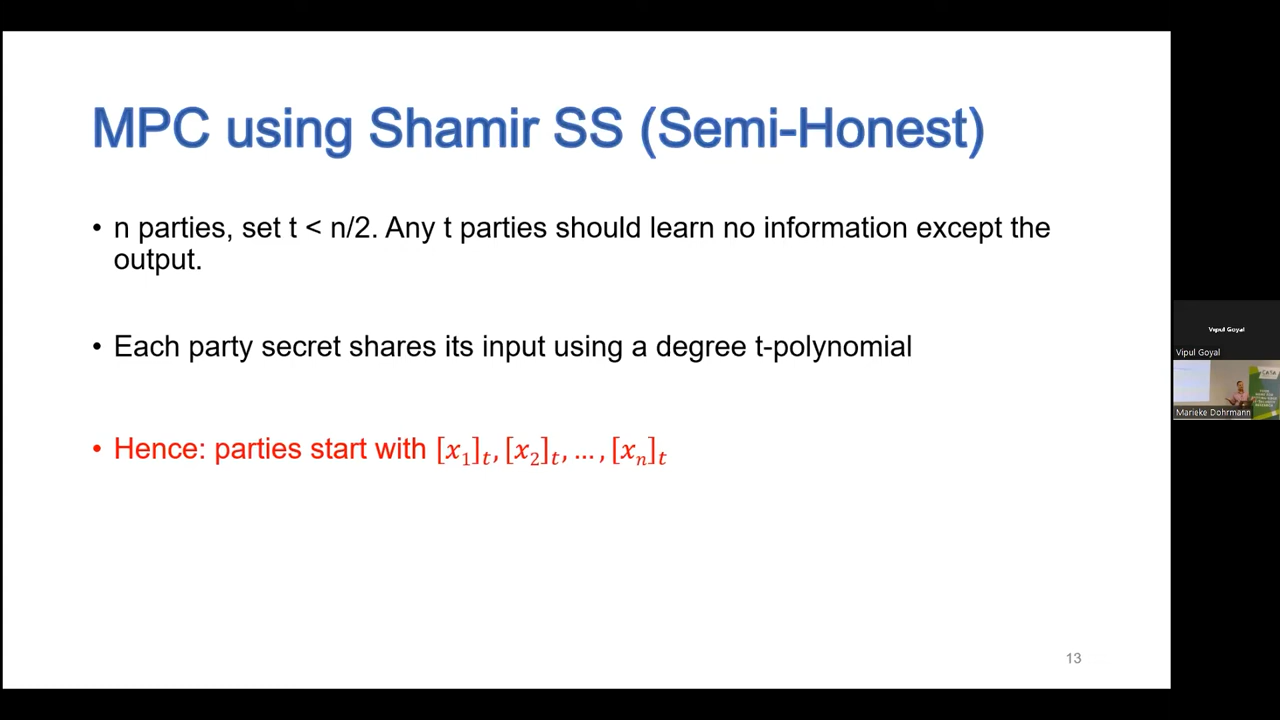 MPC using Shamir SS (Semi-Honest)
• n parties, set t < n/2. Any t parties should learn no information except the
output.
• Each party secret shares its input using a degree t-polynomial
• Hence: parties start with [x₁]ₜ, [x₂]ₜ, … , [xₙ]ₜ
13
Vipul Goyal
Vipul Goyal
Marieke Dohrmann